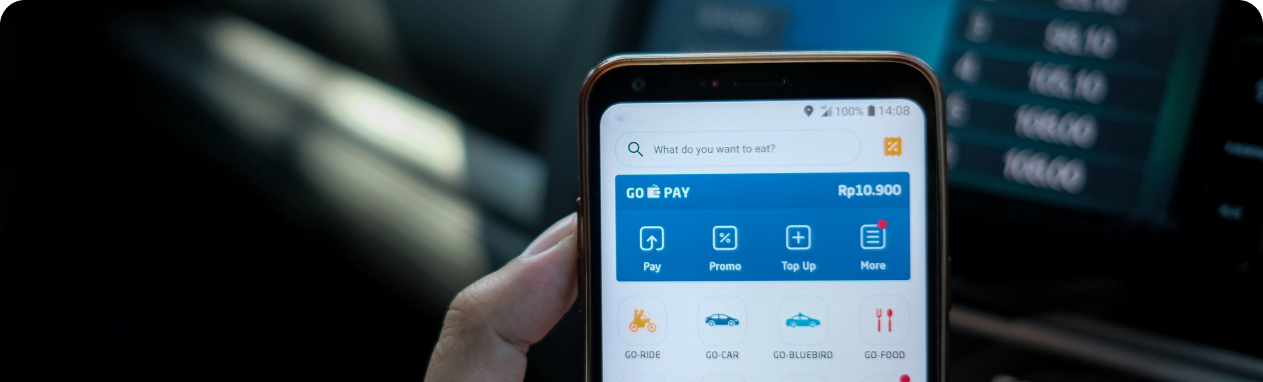 100% 14:08
What do you want to eat?
GO PAY Rp10.900
Pay Promo Top Up More
GO-RIDE GO-CAR GO-BLUEBIRD GO-FOOD
98.10
105.10
108.00
108.00